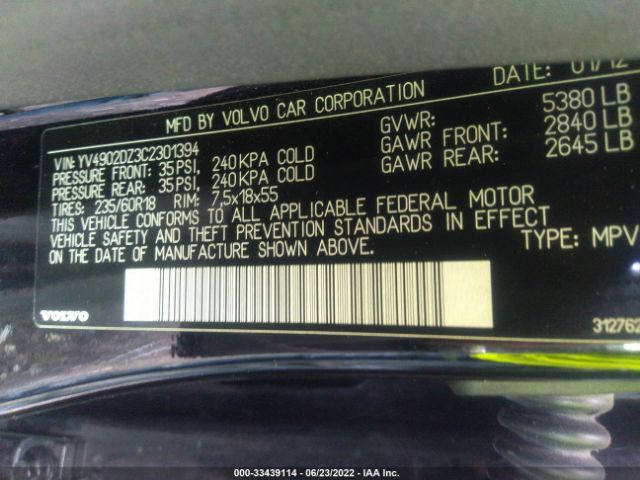 MFD BY VOLVO CAR CORPORATION DATE: 01/12
VIN: YV4902DZ3C2301394 GVWR: 5380 LB
PRESSURE FRONT: 35 PSI, 240 KPA COLD GAWR FRONT: 2840 LB
PRESSURE REAR: 35 PSI, 240 KPA COLD GAWR REAR: 2645 LB
TIRES: 235/60R18 RIM: 7,5x18x55
THIS VEHICLE CONFORMS TO ALL APPLICABLE FEDERAL MOTOR
VEHICLE SAFETY AND THEFT PREVENTION STANDARDS IN EFFECT
ON THE DATE OF MANUFACTURE SHOWN ABOVE. TYPE: MPV
VOLVO
000-33439114 - 06/23/2022 - IAA Inc.